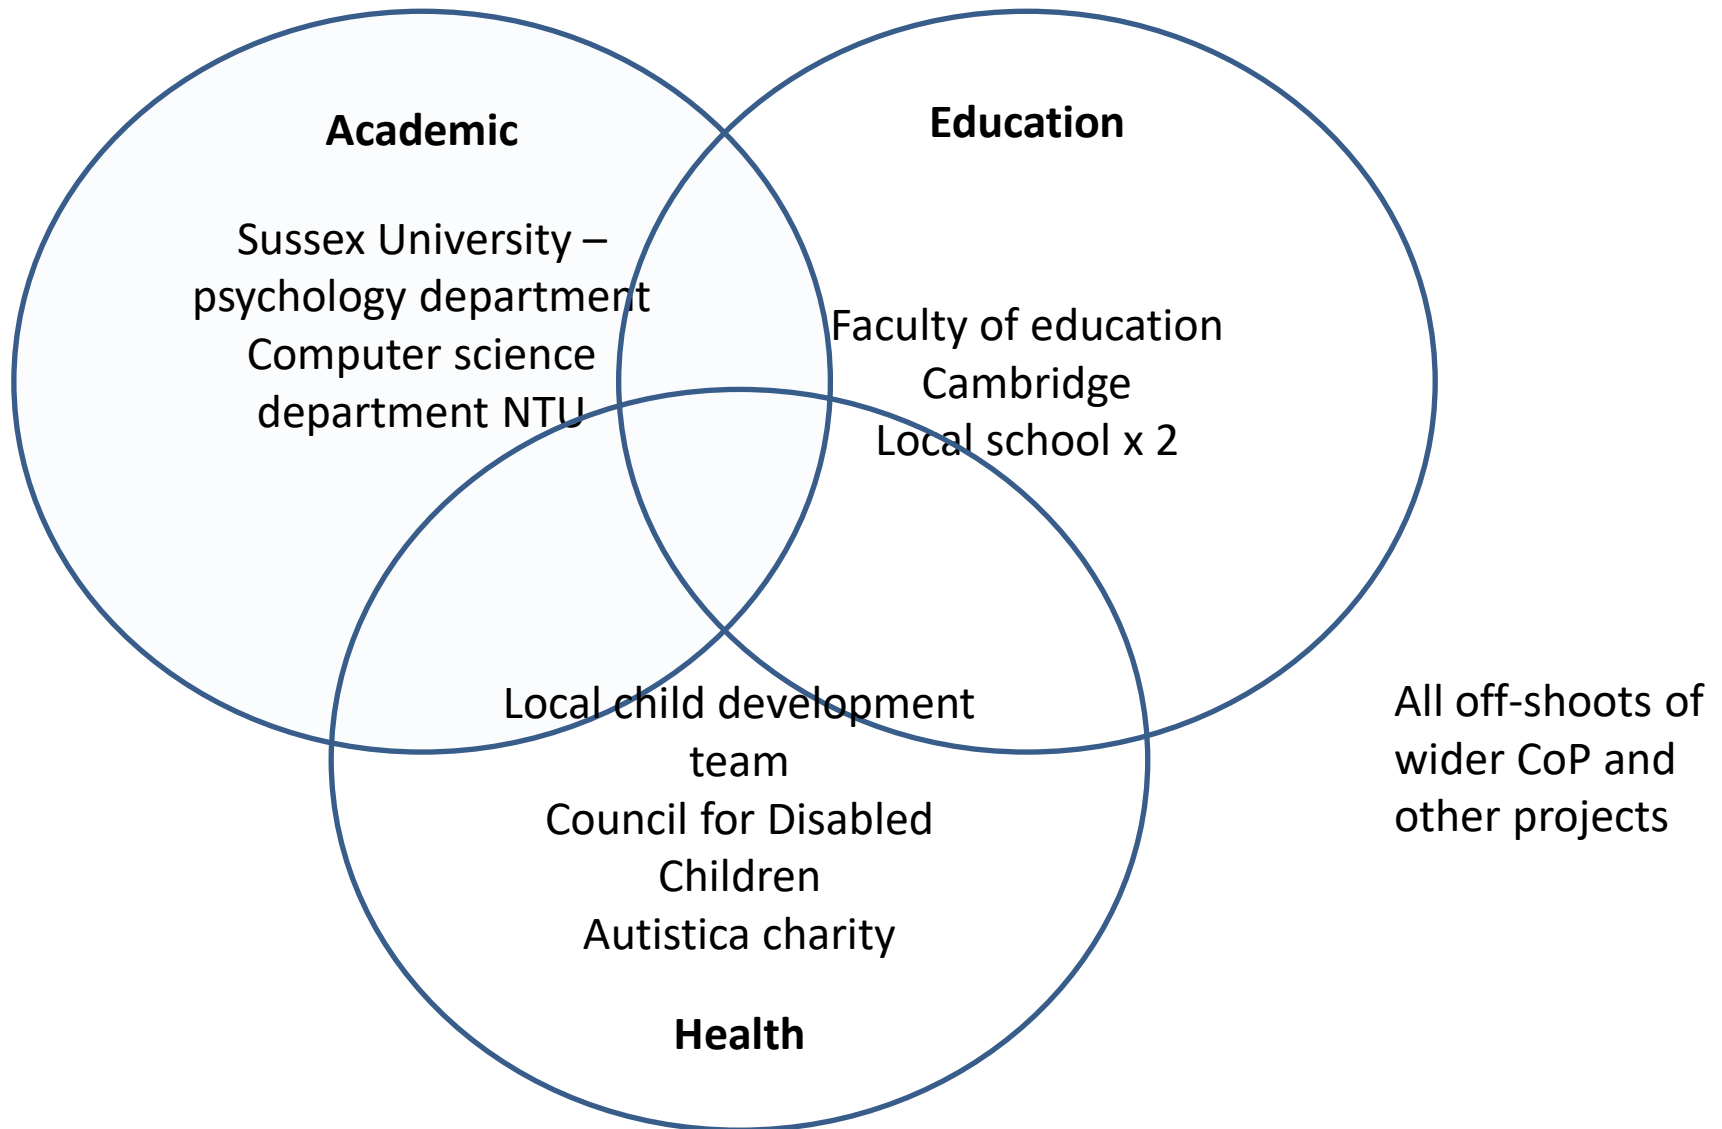 Academic
Sussex University –
psychology department
Computer science
department NTU
Education
Faculty of education
Cambridge
Local school x 2
Local child development
team
Council for Disabled
Children
Autistica charity
Health
All off-shoots of
wider CoP and
other projects